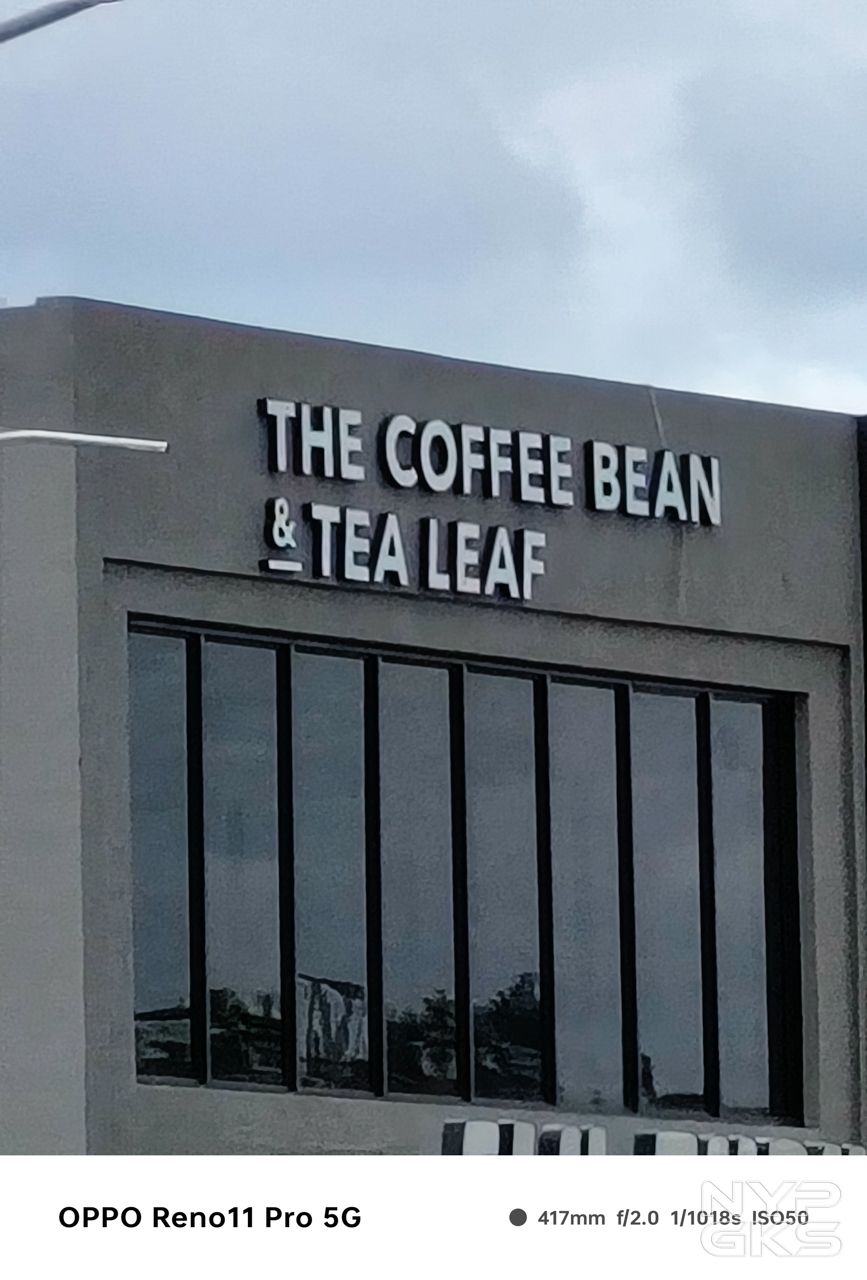 THE COFFEE BEAN
& TEA LEAF
OPPO Reno11 Pro 5G
417mm f/2.0 1/1018s ISO50
NYP
GKS